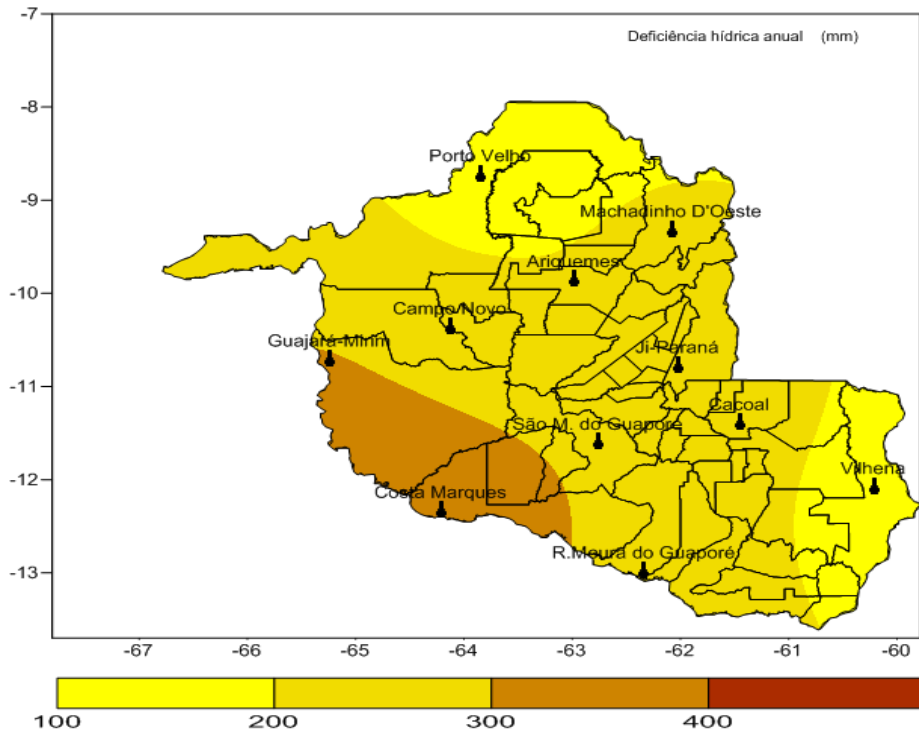 -7
Deficiência hídrica anual (mm)
-8
Porto Velho
-9
Machadinho D'Oeste
Ariquemes
-10
Campo Novo
Guajará-Mirim
Ji-Paraná
-11
Cacoal
São M. do Guaporé
Vilhena
-12
Costa Marques
R.Moura do Guaporé
-13
-67 -66 -65 -64 -63 -62 -61 -60
100 200 300 400